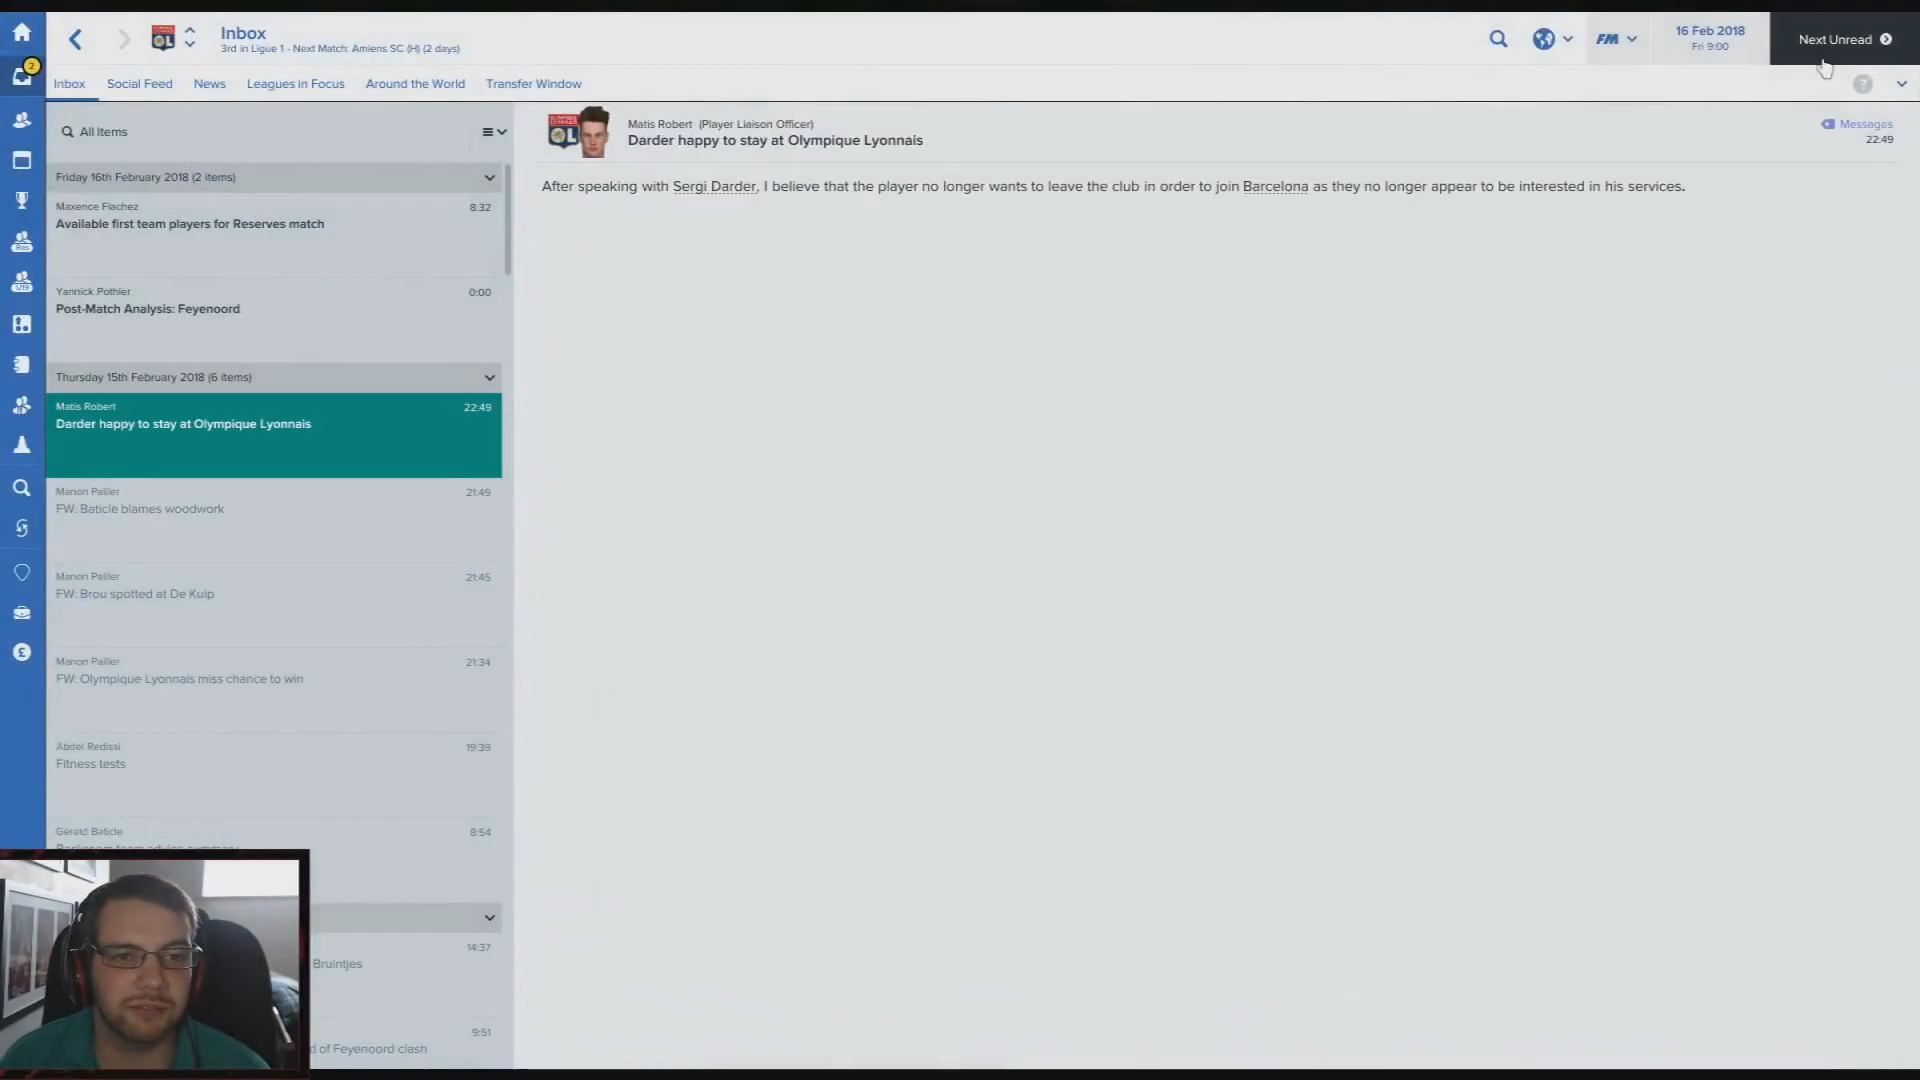 2
Inbox
3rd in Ligue 1 - Next Match: Amiens SC (H) (2 days)
FM
16 Feb 2018
Fri 9:00
Next Unread
Inbox
Social Feed
News
Leagues in Focus
Around the World
Transfer Window
?
All Items
Friday 16th February 2018 (2 items)
Maxence Flachez
8:32
Available first team players for Reserves match
Yannick Pothier
0:00
Post-Match Analysis: Feyenoord
Thursday 15th February 2018 (6 items)
Matis Robert
22:49
Darder happy to stay at Olympique Lyonnais
Manon Pailler
21:49
FW: Baticle blames woodwork
Manon Pailler
21:45
FW: Brou spotted at De Kuip
Manon Pailler
21:34
FW: Olympique Lyonnais miss chance to win
Abdel Redissi
19:39
Fitness tests
Gerald Baticle
8:54
14:37
Bruintjes
9:51
of Feyenoord clash
OL
Matis Robert (Player Liaison Officer)
Darder happy to stay at Olympique Lyonnais
Messages
22:49
After speaking with Sergi Darder, I believe that the player no longer wants to leave the club in order to join Barcelona as they no longer appear to be interested in his services.